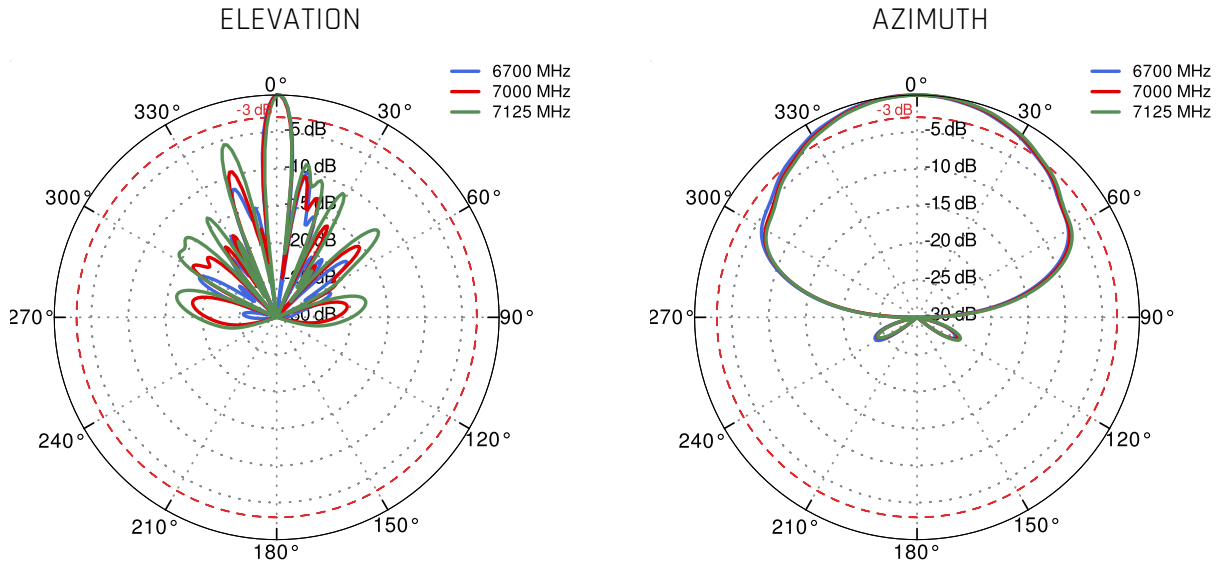 ELEVATION
6700 MHz
7000 MHz
7125 MHz
0°
-3 dB
330°
30°
-5 dB
-10 dB
300°
60°
-15 dB
-20 dB
-25 dB
270°
-30 dB
90°
240°
120°
210°
150°
180°
AZIMUTH
6700 MHz
7000 MHz
7125 MHz
0°
-3 dB
330°
30°
-5 dB
-10 dB
300°
60°
-15 dB
-20 dB
-25 dB
270°
-30 dB
90°
240°
120°
210°
150°
180°